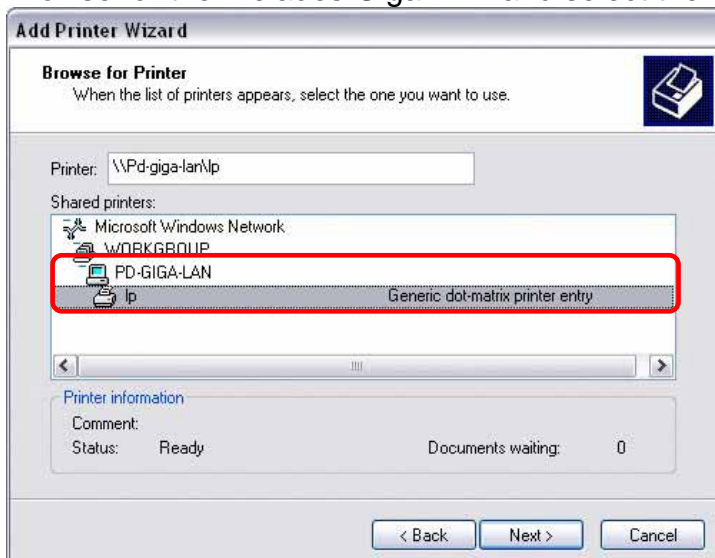 Add Printer Wizard
Browse for Printer
When the list of printers appears, select the one you want to use.
Printer: \\Pd-giga-lan\lp
Shared printers:
Microsoft Windows Network
WORKGROUP
PD-GIGA-LAN
lp Generic dot-matrix printer entry
Printer information
Comment:
Status: Ready Documents waiting: 0
< Back Next > Cancel